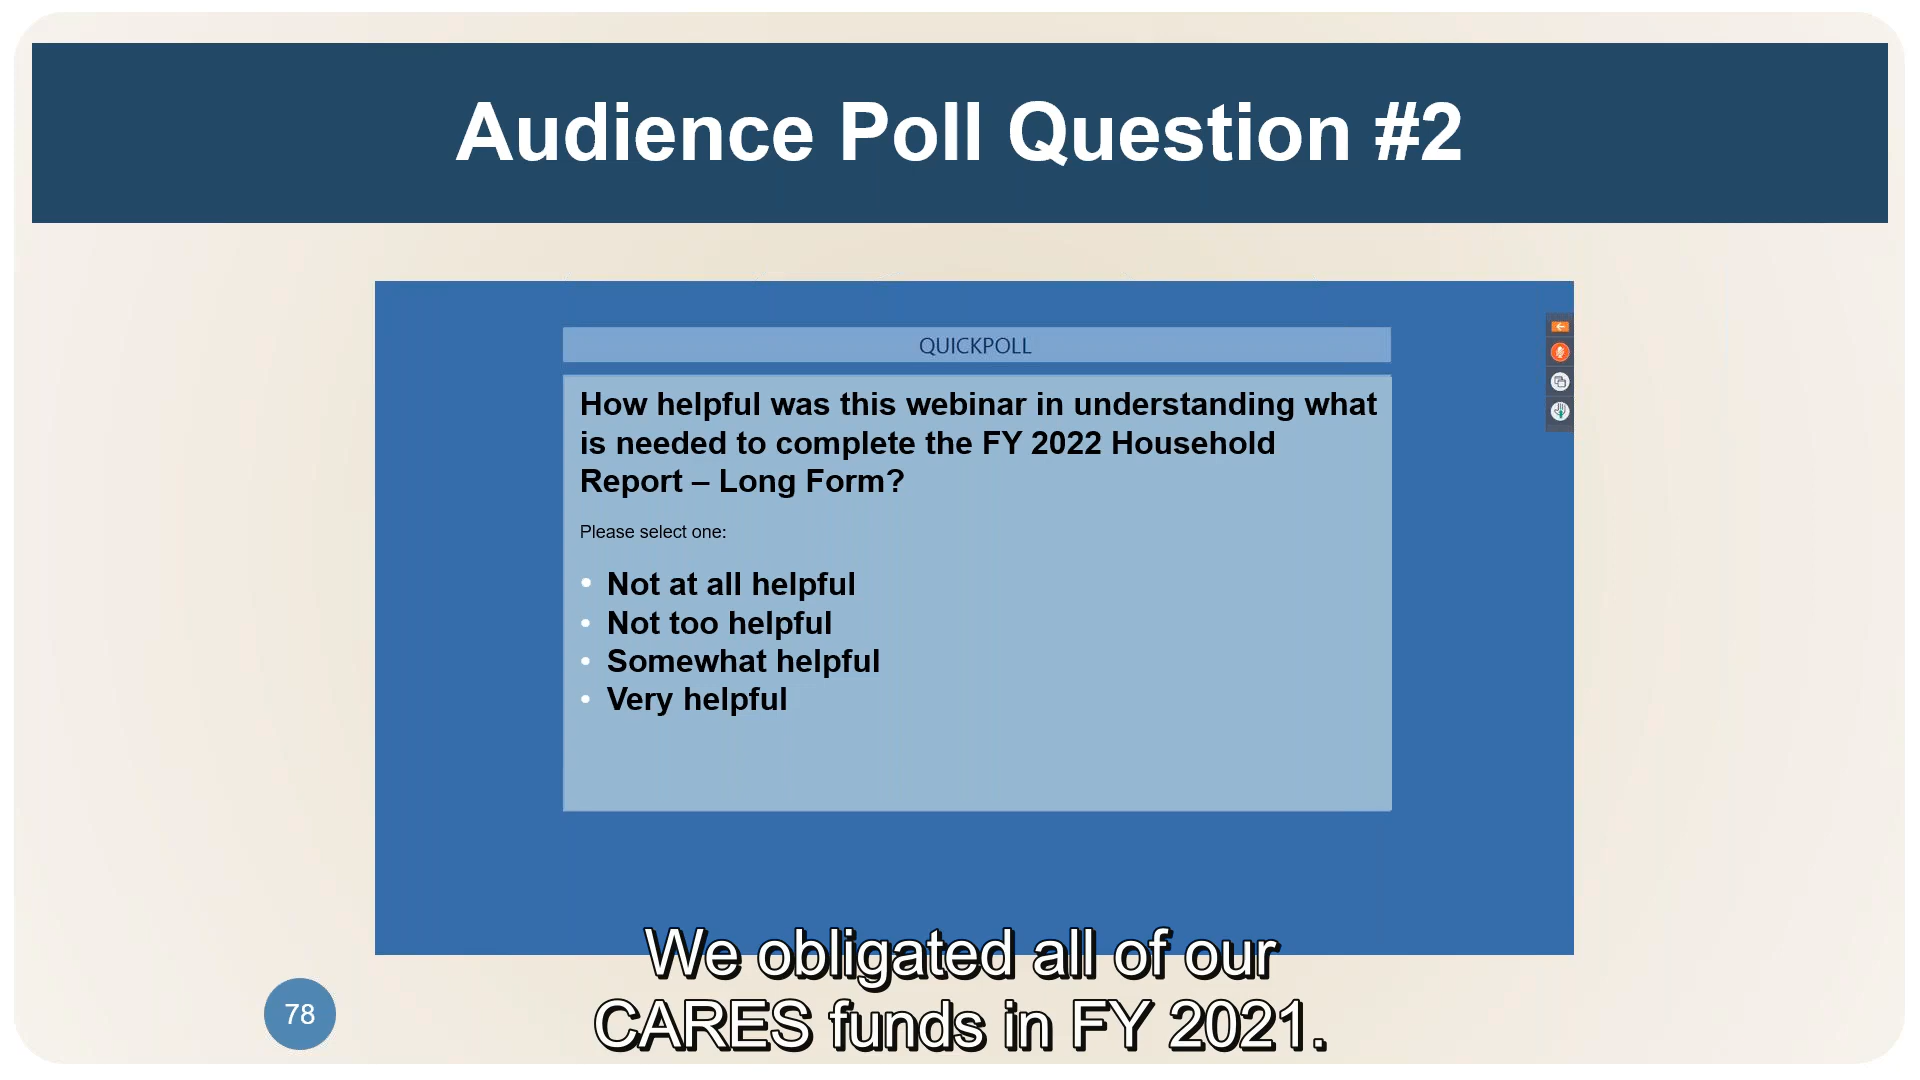 Audience Poll Question #2
QUICKPOLL
How helpful was this webinar in understanding what
is needed to complete the FY 2022 Household
Report – Long Form?
Please select one:
• Not at all helpful
• Not too helpful
• Somewhat helpful
• Very helpful
We obligated all of our
CARES funds in FY 2021.
78